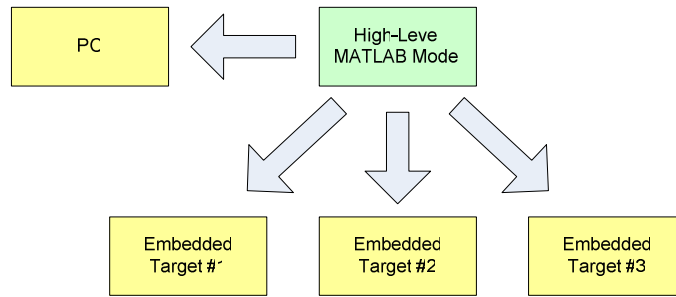 PC
High-Leve
MATLAB Mode
Embedded
Target #1
Embedded
Target #2
Embedded
Target #3